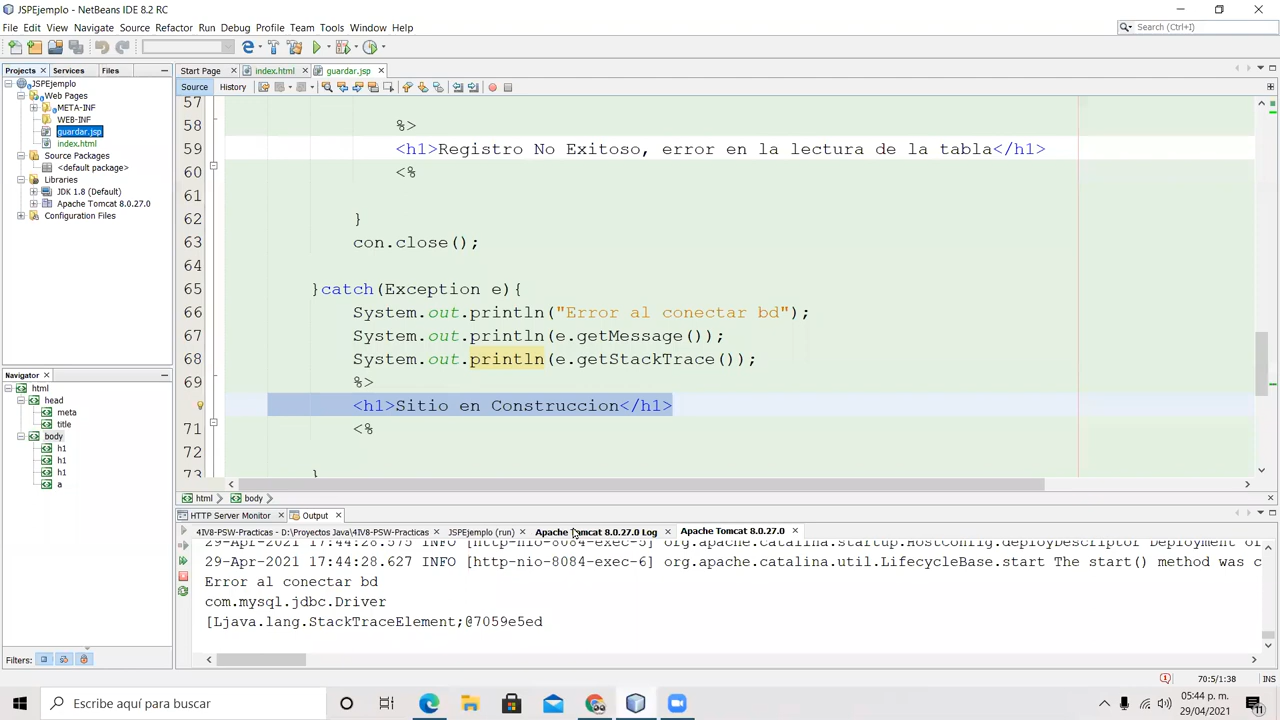 JSPEjemplo - NetBeans IDE 8.2 RC
File Edit View Navigate Source Refactor Run Debug Profile Team Tools Window Help
Search (Ctrl+I)
Projects Services Files
Start Page index.html guardar.jsp
Source History
JSPEjemplo
Web Pages
META-INF
WEB-INF
guardar.jsp
index.html
Source Packages
<default package>
Libraries
JDK 1.8 (Default)
Apache Tomcat 8.0.27.0
Configuration Files
Navigator
html
head
meta
title
body
h1
h1
h1
a
Filters:
57
58 %>
59 <h1>Registro No Exitoso, error en la lectura de la tabla</h1>
60 <%
61
62 }
63 con.close();
64
65 }catch(Exception e){
66 System.out.println("Error al conectar bd");
67 System.out.println(e.getMessage());
68 System.out.println(e.getStackTrace());
69 %>
<h1>Sitio en Construccion</h1>
71 <%
72
73 }
html body
HTTP Server Monitor Output
4IV8-PSW-Practicas - D:\Proyectos Java\4IV8-PSW-Practicas JSPEjemplo (run) Apache Tomcat 8.0.27.0 Log Apache Tomcat 8.0.27.0
29-Apr-2021 17:44:28.575 INFO [http-nio-8084-exec-5] org.apache.catalina.startup.HostConfig.deployDescriptor Deployment or
29-Apr-2021 17:44:28.627 INFO [http-nio-8084-exec-6] org.apache.catalina.util.LifecycleBase.start The start() method was c
Error al conectar bd
com.mysql.jdbc.Driver
[Ljava.lang.StackTraceElement;@7059e5ed
70:5/1:38 INS
Escribe aquí para buscar
05:44 p. m.
29/04/2021
11